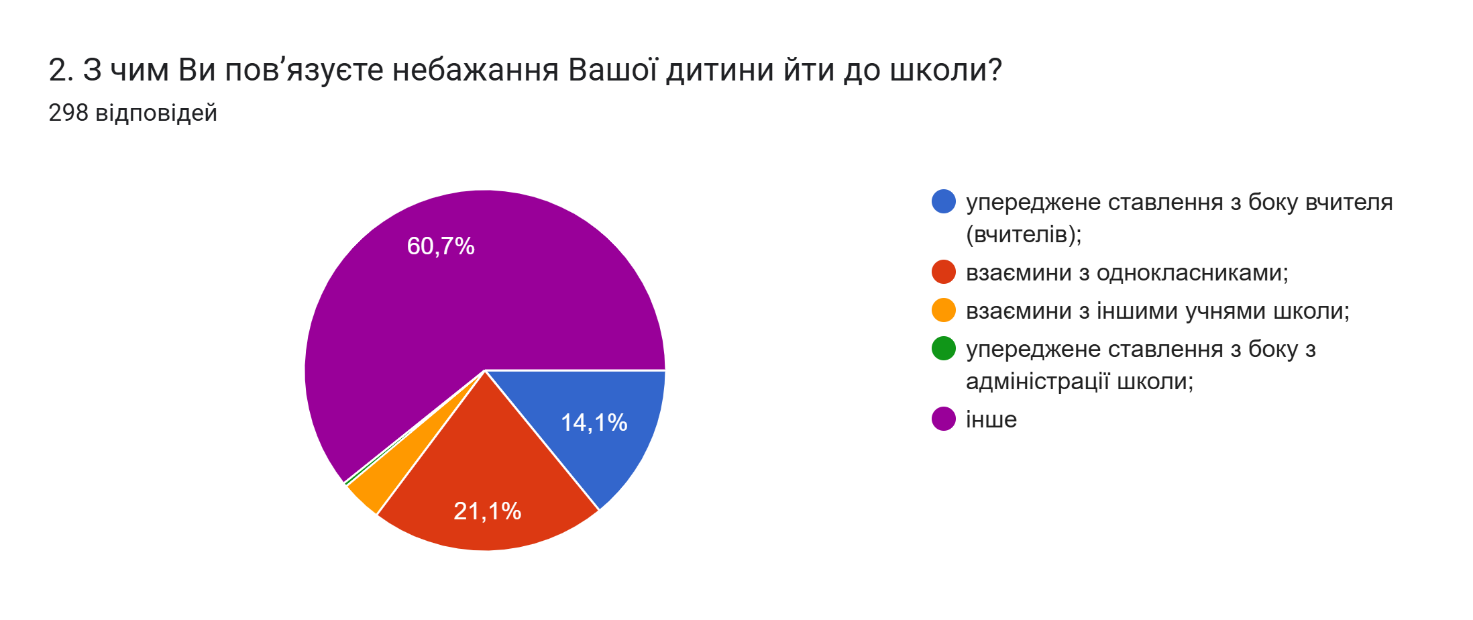 2. З чим Ви пов’язуєте небажання Вашої дитини йти до школи?
298 відповідей
60,7%
14,1%
21,1%
упереджене ставлення з боку вчителя
(вчителів);
взаємини з однокласниками;
взаємини з іншими учнями школи;
упереджене ставлення з боку з
адміністрації школи;
інше